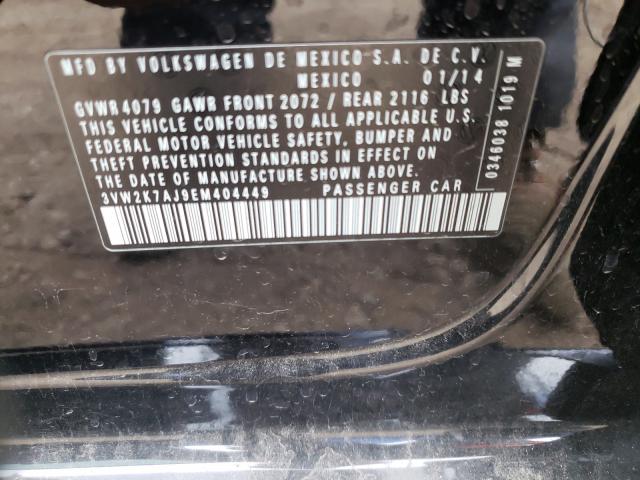 MFD BY VOLKSWAGEN DE MEXICO S.A. DE C.V.
MEXICO 01/14
GVWR 4079 GAWR FRONT 2072 / REAR 2116 LBS
THIS VEHICLE CONFORMS TO ALL APPLICABLE U.S.
FEDERAL MOTOR VEHICLE SAFETY, BUMPER AND
THEFT PREVENTION STANDARDS IN EFFECT ON
THE DATE OF MANUFACTURE SHOWN ABOVE.
3VW2K7AJ9EM404449 PASSENGER CAR
0346038 1019 M